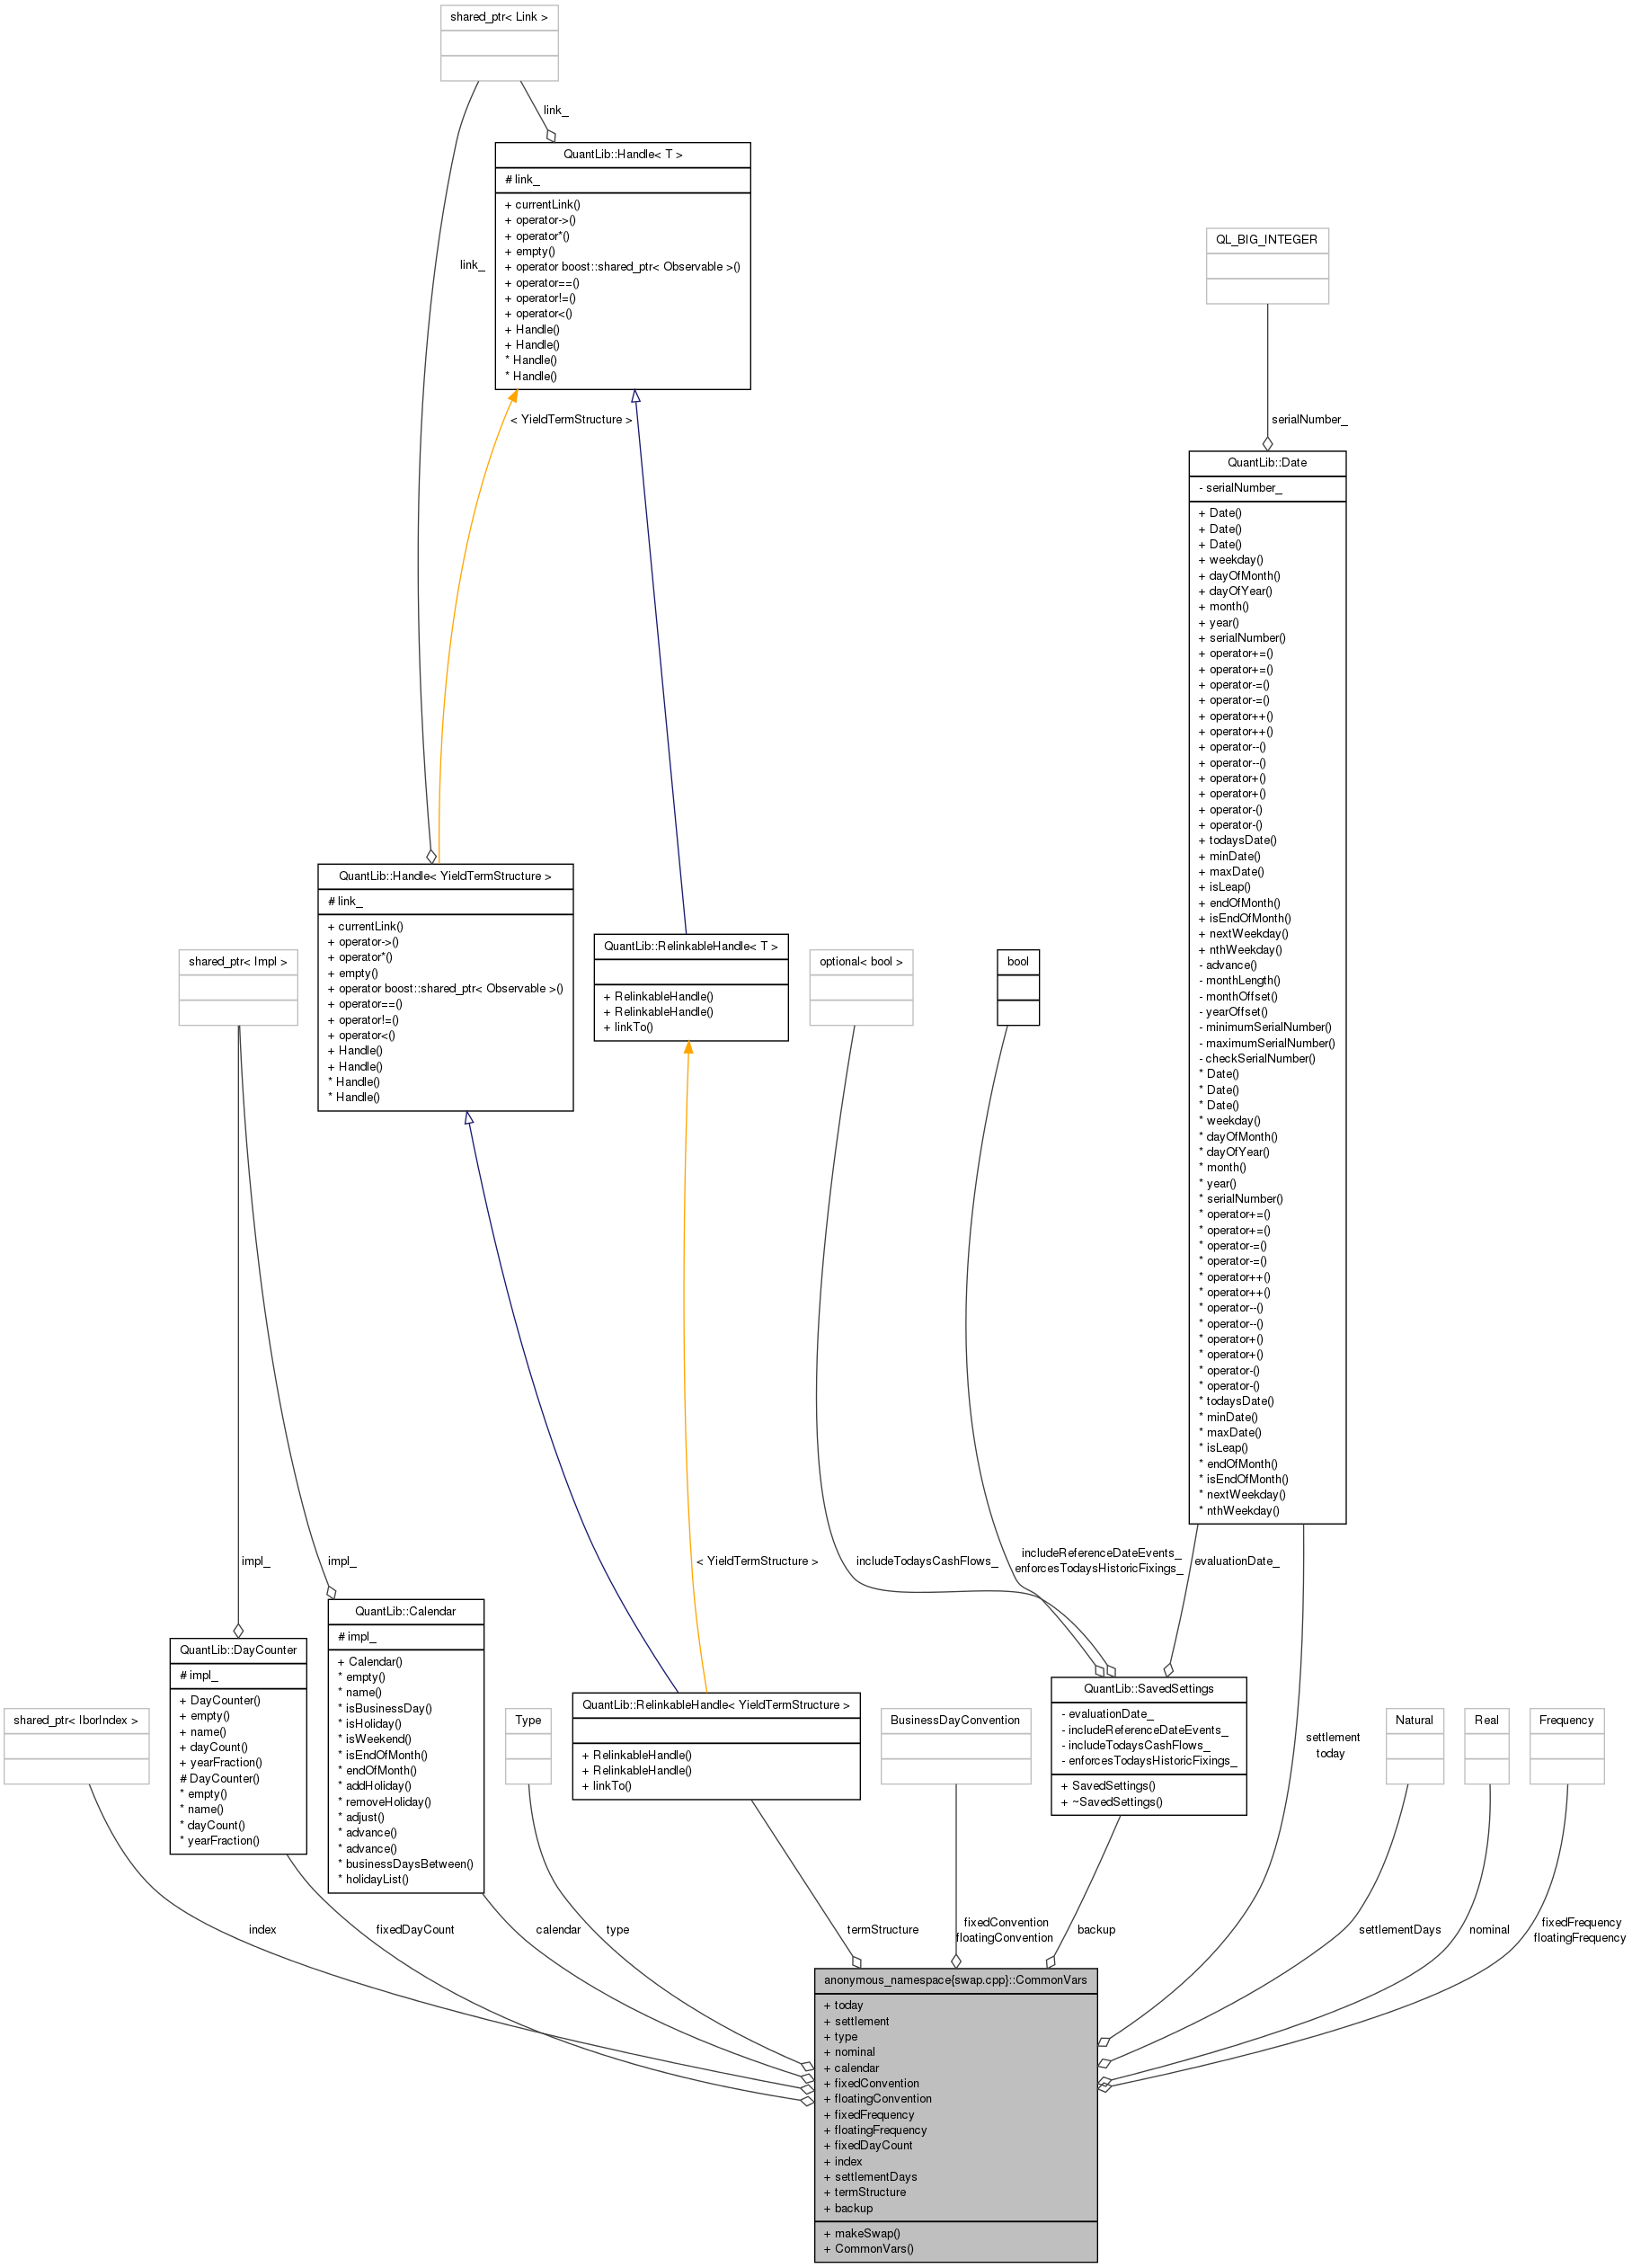 shared_ptr< Link >
link_
QuantLib::Handle< T >
# link_
+ currentLink()
+ operator->()
+ operator*()
+ empty()
+ operator boost::shared_ptr< Observable >()
+ operator==()
+ operator!=()
+ operator<()
+ Handle()
+ Handle()
* Handle()
* Handle()
link_
< YieldTermStructure >
QL_BIG_INTEGER
serialNumber_
QuantLib::Date
- serialNumber_
+ Date()
+ Date()
+ Date()
+ weekday()
+ dayOfMonth()
+ dayOfYear()
+ month()
+ year()
+ serialNumber()
+ operator+=()
+ operator+=()
+ operator-=()
+ operator-=()
+ operator++()
+ operator++()
+ operator--()
+ operator--()
+ operator+()
+ operator+()
+ operator-()
+ operator-()
+ todaysDate()
+ minDate()
+ maxDate()
+ isLeap()
+ endOfMonth()
+ isEndOfMonth()
+ nextWeekday()
+ nthWeekday()
- advance()
- monthLength()
- monthOffset()
- yearOffset()
- minimumSerialNumber()
- maximumSerialNumber()
- checkSerialNumber()
* Date()
* Date()
* Date()
* weekday()
* dayOfMonth()
* dayOfYear()
* month()
* year()
* serialNumber()
* operator+=()
* operator+=()
* operator-=()
* operator-=()
* operator++()
* operator++()
* operator--()
* operator--()
* operator+()
* operator+()
* operator-()
* operator-()
* todaysDate()
* minDate()
* maxDate()
* isLeap()
* endOfMonth()
* isEndOfMonth()
* nextWeekday()
* nthWeekday()
QuantLib::Handle< YieldTermStructure >
# link_
+ currentLink()
+ operator->()
+ operator*()
+ empty()
+ operator boost::shared_ptr< Observable >()
+ operator==()
+ operator!=()
+ operator<()
+ Handle()
+ Handle()
* Handle()
* Handle()
QuantLib::RelinkableHandle< T >
+ RelinkableHandle()
+ RelinkableHandle()
+ linkTo()
shared_ptr< Impl >
optional< bool >
bool
impl_
impl_
< YieldTermStructure >
includeTodaysCashFlows_
includeReferenceDateEvents_
enforcesTodaysHistoricFixings_
evaluationDate_
settlement
today
shared_ptr< IborIndex >
QuantLib::DayCounter
# impl_
+ DayCounter()
+ empty()
+ name()
+ dayCount()
+ yearFraction()
# DayCounter()
* empty()
* name()
* dayCount()
* yearFraction()
QuantLib::Calendar
# impl_
+ Calendar()
* empty()
* name()
* isBusinessDay()
* isHoliday()
* isWeekend()
* isEndOfMonth()
* endOfMonth()
* addHoliday()
* removeHoliday()
* adjust()
* advance()
* advance()
* businessDaysBetween()
* holidayList()
Type
QuantLib::RelinkableHandle< YieldTermStructure >
+ RelinkableHandle()
+ RelinkableHandle()
+ linkTo()
BusinessDayConvention
QuantLib::SavedSettings
- evaluationDate_
- includeReferenceDateEvents_
- includeTodaysCashFlows_
- enforcesTodaysHistoricFixings_
+ SavedSettings()
+ ~SavedSettings()
Natural
Real
Frequency
index
fixedDayCount
calendar
type
termStructure
fixedConvention
floatingConvention
backup
settlementDays
nominal
fixedFrequency
floatingFrequency
anonymous_namespace{swap.cpp}::CommonVars
+ today
+ settlement
+ type
+ nominal
+ calendar
+ fixedConvention
+ floatingConvention
+ fixedFrequency
+ floatingFrequency
+ fixedDayCount
+ index
+ settlementDays
+ termStructure
+ backup
+ makeSwap()
+ CommonVars()